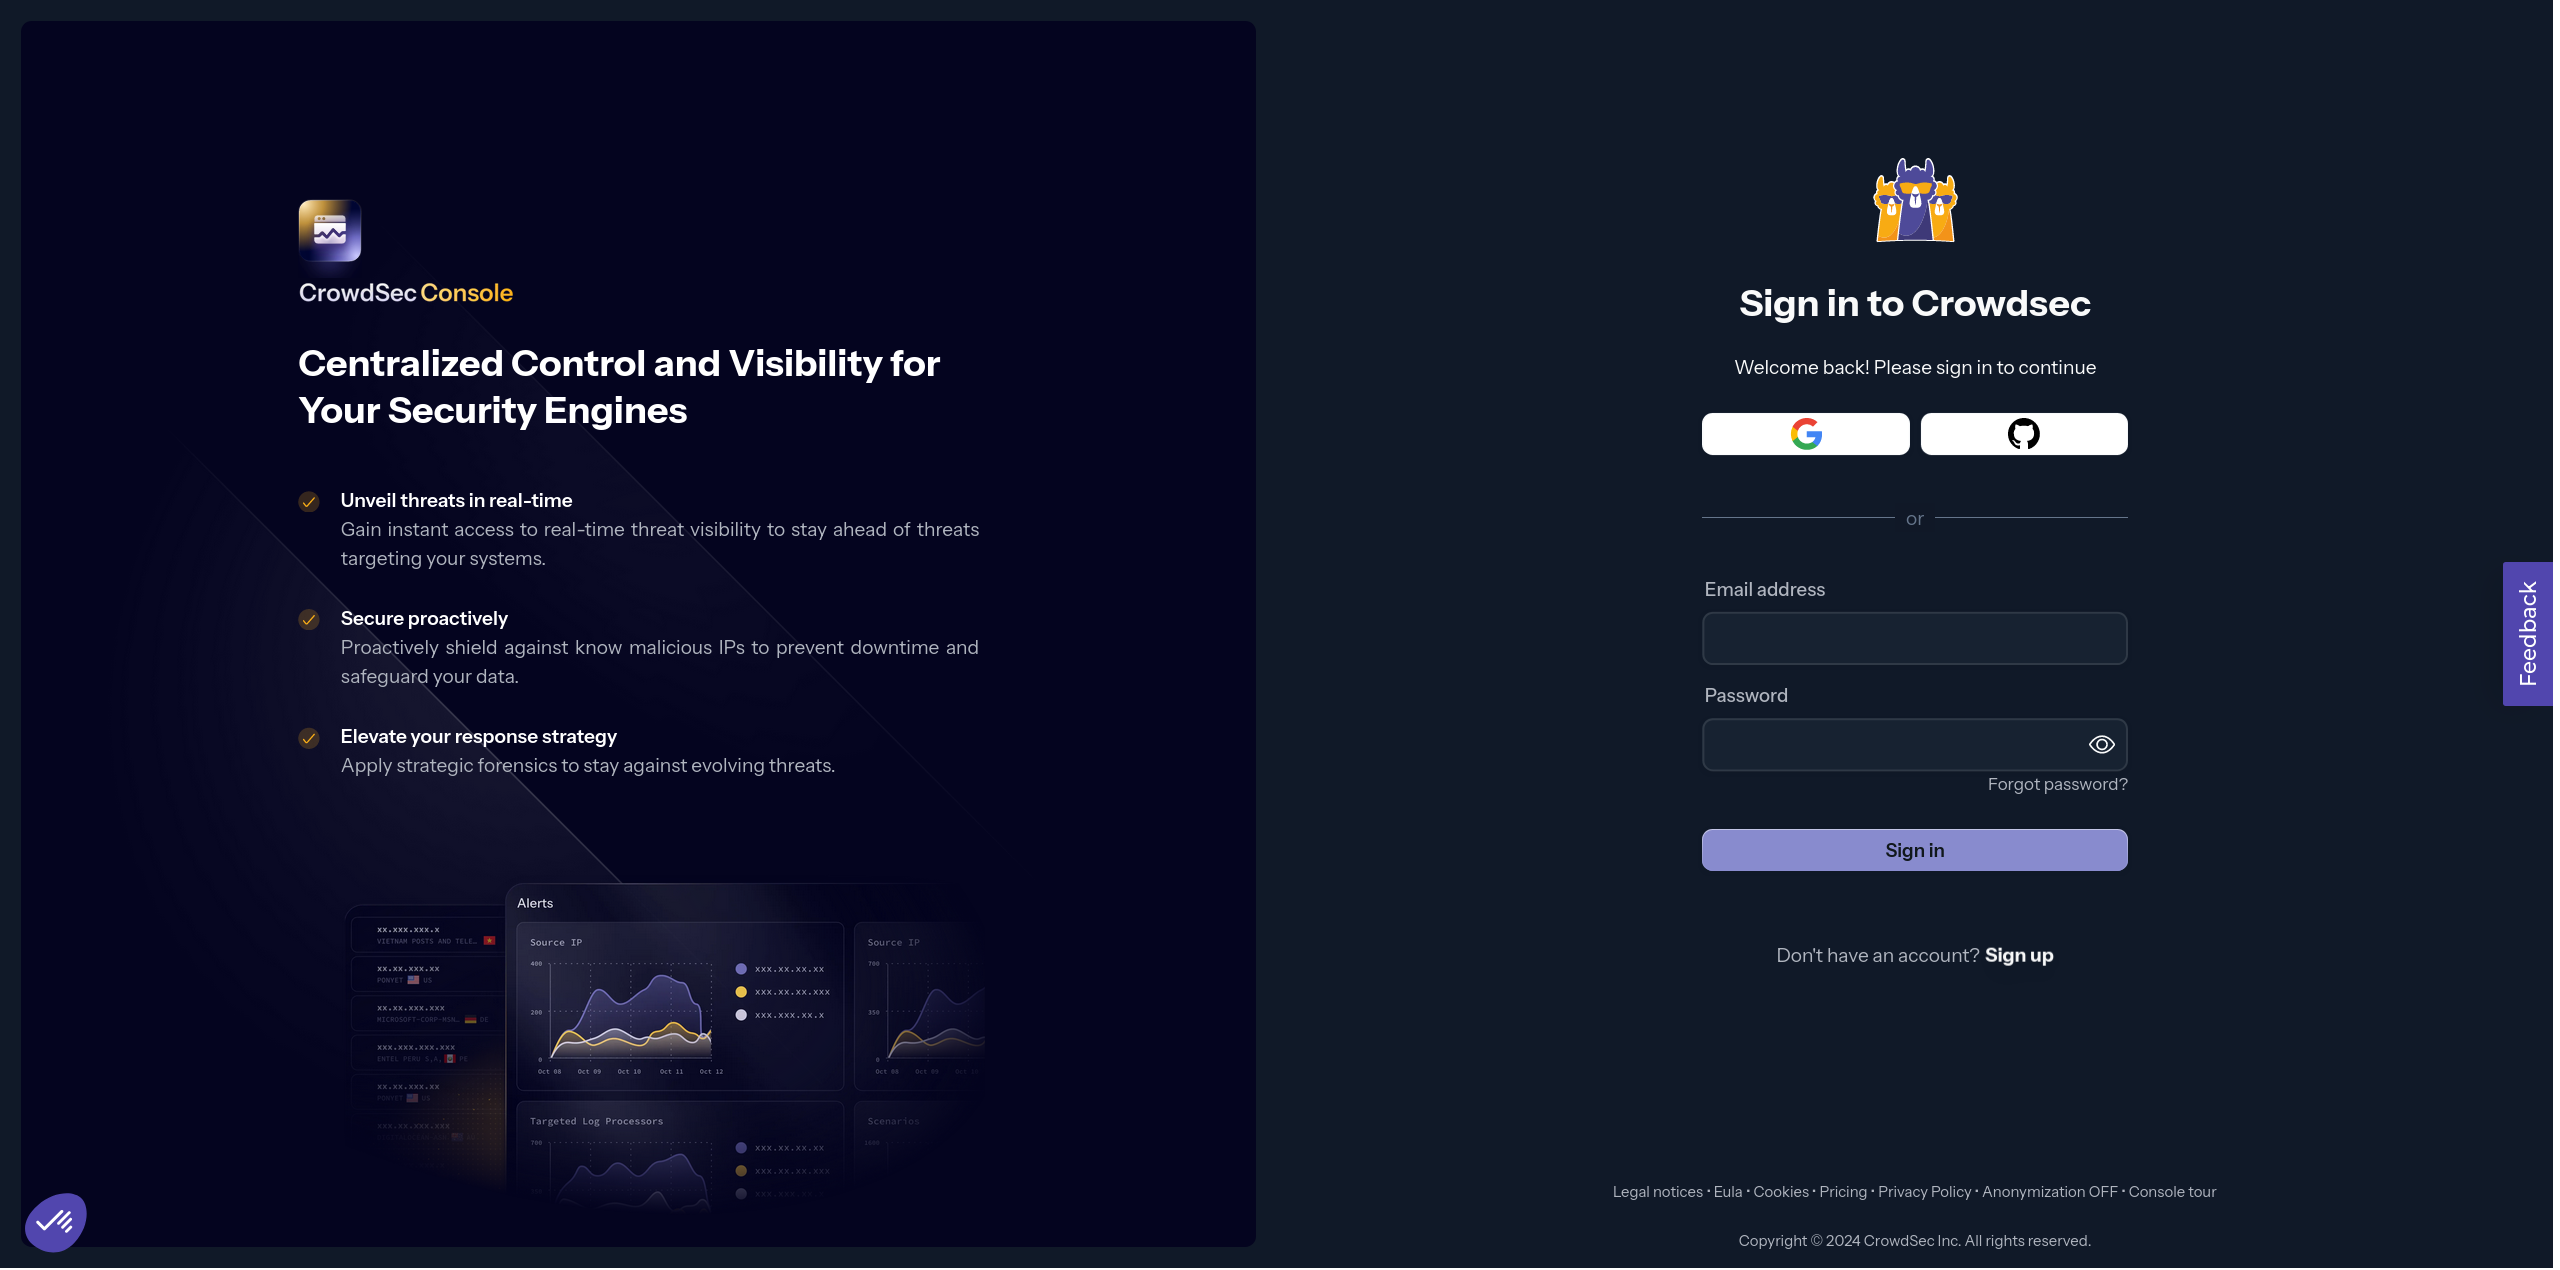 CrowdSec Console
Centralized Control and Visibility for
Your Security Engines
Unveil threats in real-time
Gain instant access to real-time threat visibility to stay ahead of threats
targeting your systems.
Secure proactively
Proactively shield against know malicious IPs to prevent downtime and
safeguard your data.
Elevate your response strategy
Apply strategic forensics to stay against evolving threats.
xx.xxx.xxx.x
VIETNAM POSTS AND TELE…
xx.xx.xxx.xx
PONYET US
xx.xx.xxx.xxx
MICROSOFT-CORP-MSN… DE
xxx.xx.xxx.xxx
ENTEL PERU S.A. PE
xx.xx.xxx.xx
PONYET US
xx.xx.xxx.xxx
Alerts
Source IP
400
200
0
Oct 08 Oct 09 Oct 10 Oct 11 Oct 12
xxx.xx.xx.xx
xxx.xx.xx.xxx
xxx.xxx.xx.x
Source IP
700
350
0
Oct 08 Oct 09
Targeted Log Processors
700
xxx.xx.xx.xx
xxx.xx.xx.xxx
xxx.xxx.xx.x
Scenarios
Sign in to Crowdsec
Welcome back! Please sign in to continue
or
Email address
Password
Forgot password?
Sign in
Don't have an account? Sign up
Feedback
Legal notices • Eula • Cookies • Pricing • Privacy Policy • Anonymization OFF • Console tour
Copyright © 2024 CrowdSec Inc. All rights reserved.